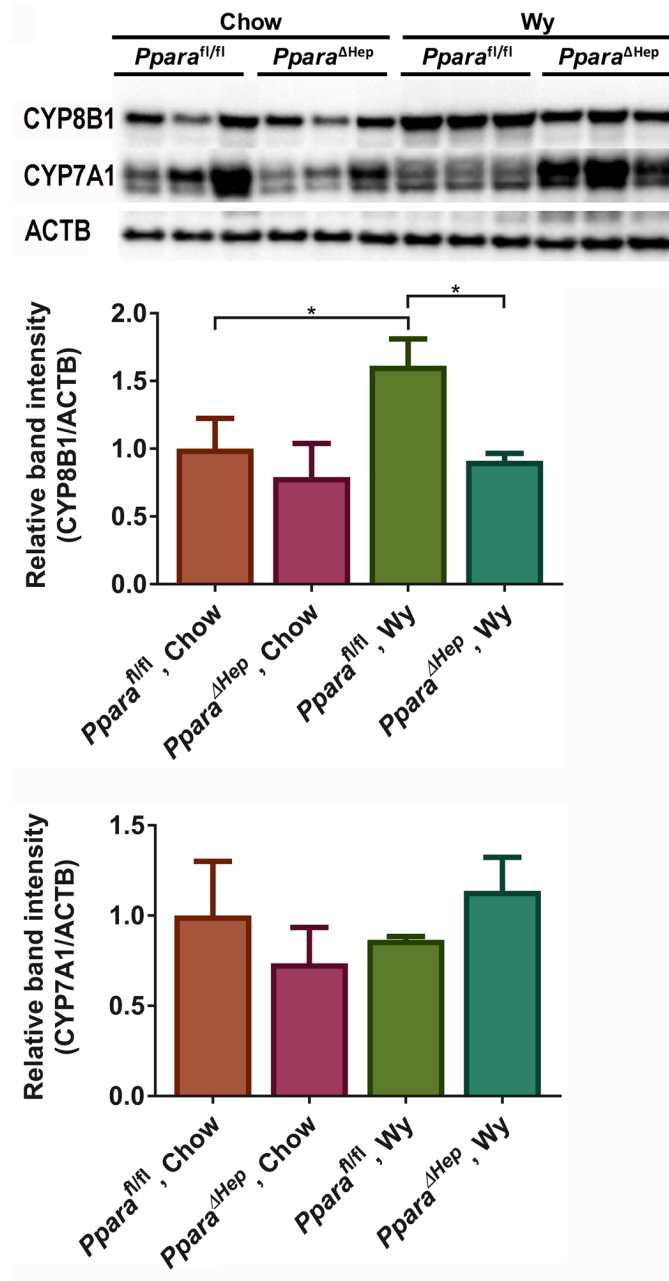 Chow Wy
Ppara^fl/fl Ppara^ΔHep Ppara^fl/fl Ppara^ΔHep
CYP8B1
CYP7A1
ACTB
* *
Relative band intensity
(CYP8B1/ACTB)
2.0
1.5
1.0
0.5
0.0
Ppara^fl/fl, Chow
Ppara^ΔHep, Chow
Ppara^fl/fl, Wy
Ppara^ΔHep, Wy
Relative band intensity
(CYP7A1/ACTB)
1.5
1.0
0.5
0.0
Ppara^fl/fl, Chow
Ppara^ΔHep, Chow
Ppara^fl/fl, Wy
Ppara^ΔHep, Wy